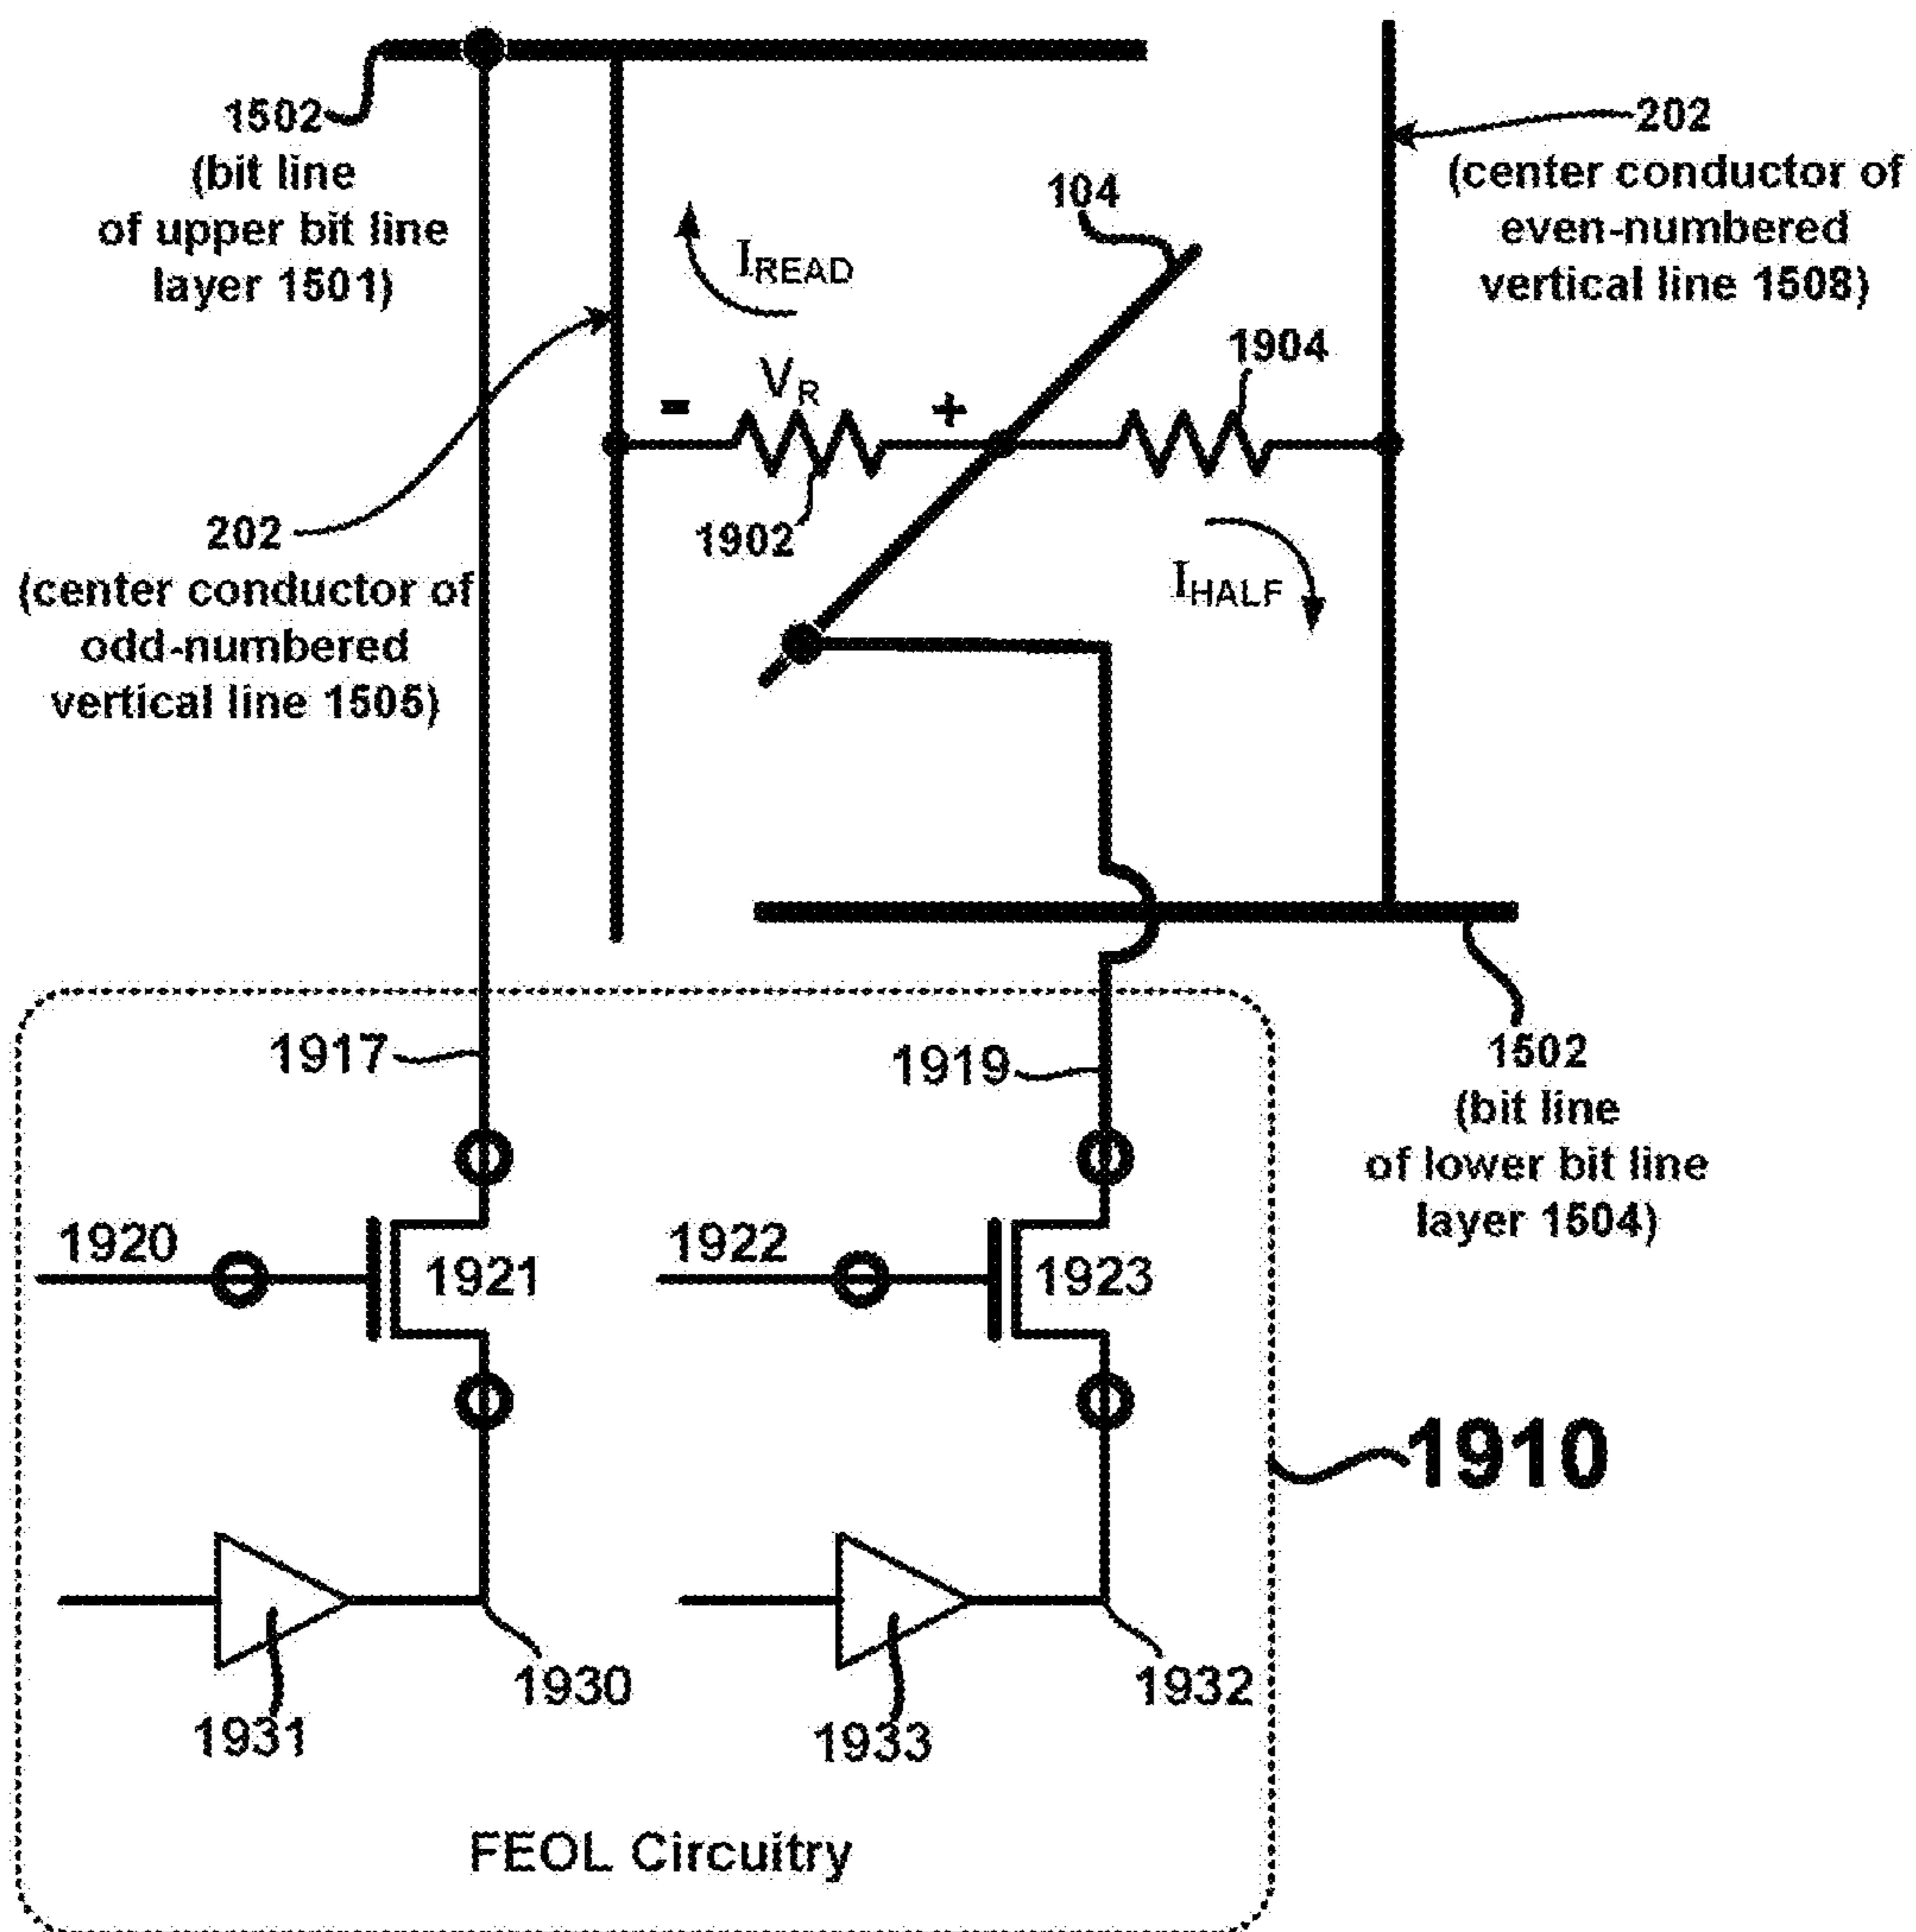 1502
(bit line
of upper bit line
layer 1501)
202
(center conductor of
even-numbered
vertical line 1508)
104
IREAD
1904
VR
-
+
1902
202
(center conductor of
odd-numbered
vertical line 1505)
IHALF
1917
1919
1502
(bit line
of lower bit line
layer 1504)
1920
1921
1922
1923
1910
1930
1931
1932
1933
FEOL Circuitry